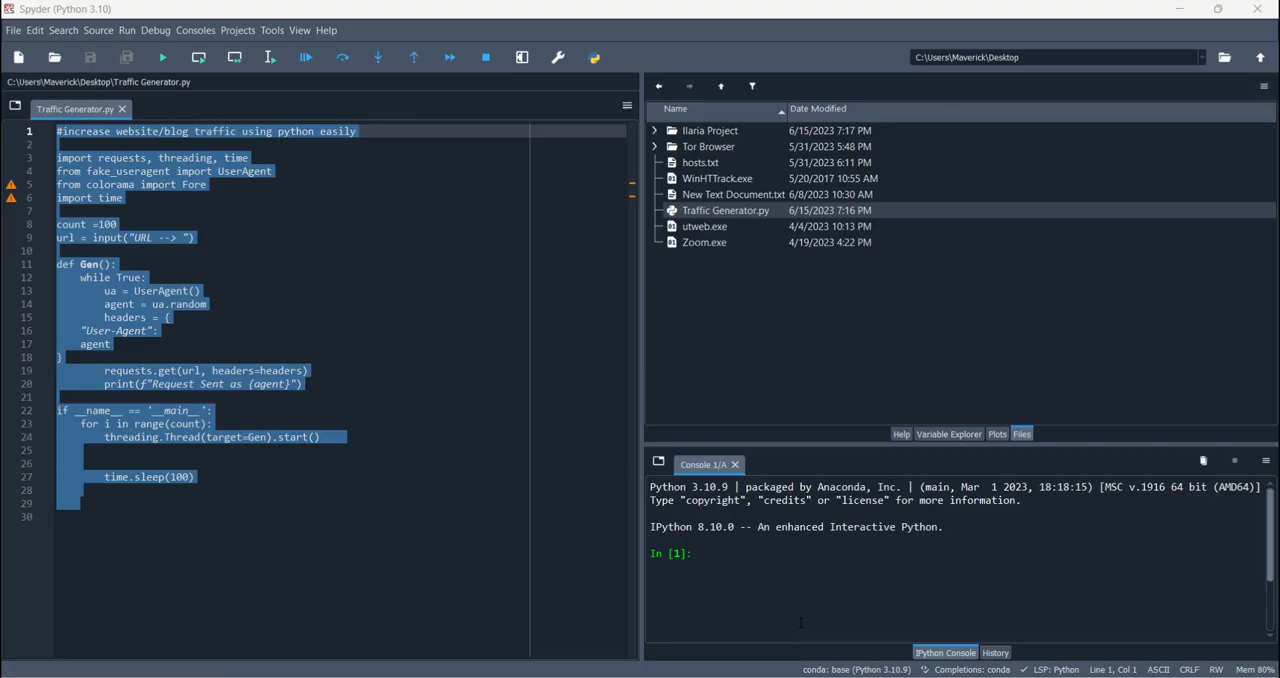 Spyder (Python 3.10)
File Edit Search Source Run Debug Consoles Projects Tools View Help
C:\Users\Maverick\Desktop
C:\Users\Maverick\Desktop\Traffic Generator.py
Traffic Generator.py
1 #increase website/blog traffic using python easily
2
3 import requests, threading, time
4 from fake_useragent import UserAgent
5 from colorama import Fore
6 import time
7
8 count =100
9 url = input("URL --> ")
10
11 def Gen():
12 while True:
13 ua = UserAgent()
14 agent = ua.random
15 headers = {
16 "User-Agent":
17 agent
18 }
19 requests.get(url, headers=headers)
20 print(f"Request Sent as {agent}")
21
22 if __name__ == '__main__':
23 for i in range(count):
24 threading.Thread(target=Gen).start()
25
26
27 time.sleep(100)
28
29
30
Name Date Modified
Ilaria Project 6/15/2023 7:17 PM
Tor Browser 5/31/2023 5:48 PM
hosts.txt 5/31/2023 6:11 PM
WinHTTrack.exe 5/20/2017 10:55 AM
New Text Document.txt 6/8/2023 10:30 AM
Traffic Generator.py 6/15/2023 7:16 PM
utweb.exe 4/4/2023 10:13 PM
Zoom.exe 4/19/2023 4:22 PM
Help Variable Explorer Plots Files
Console 1/A
Python 3.10.9 | packaged by Anaconda, Inc. | (main, Mar 1 2023, 18:18:15) [MSC v.1916 64 bit (AMD64)]
Type "copyright", "credits" or "license" for more information.
IPython 8.10.0 -- An enhanced Interactive Python.
In [1]:
IPython Console History
conda: base (Python 3.10.9) Completions: conda LSP: Python Line 1, Col 1 ASCII CRLF RW Mem 80%